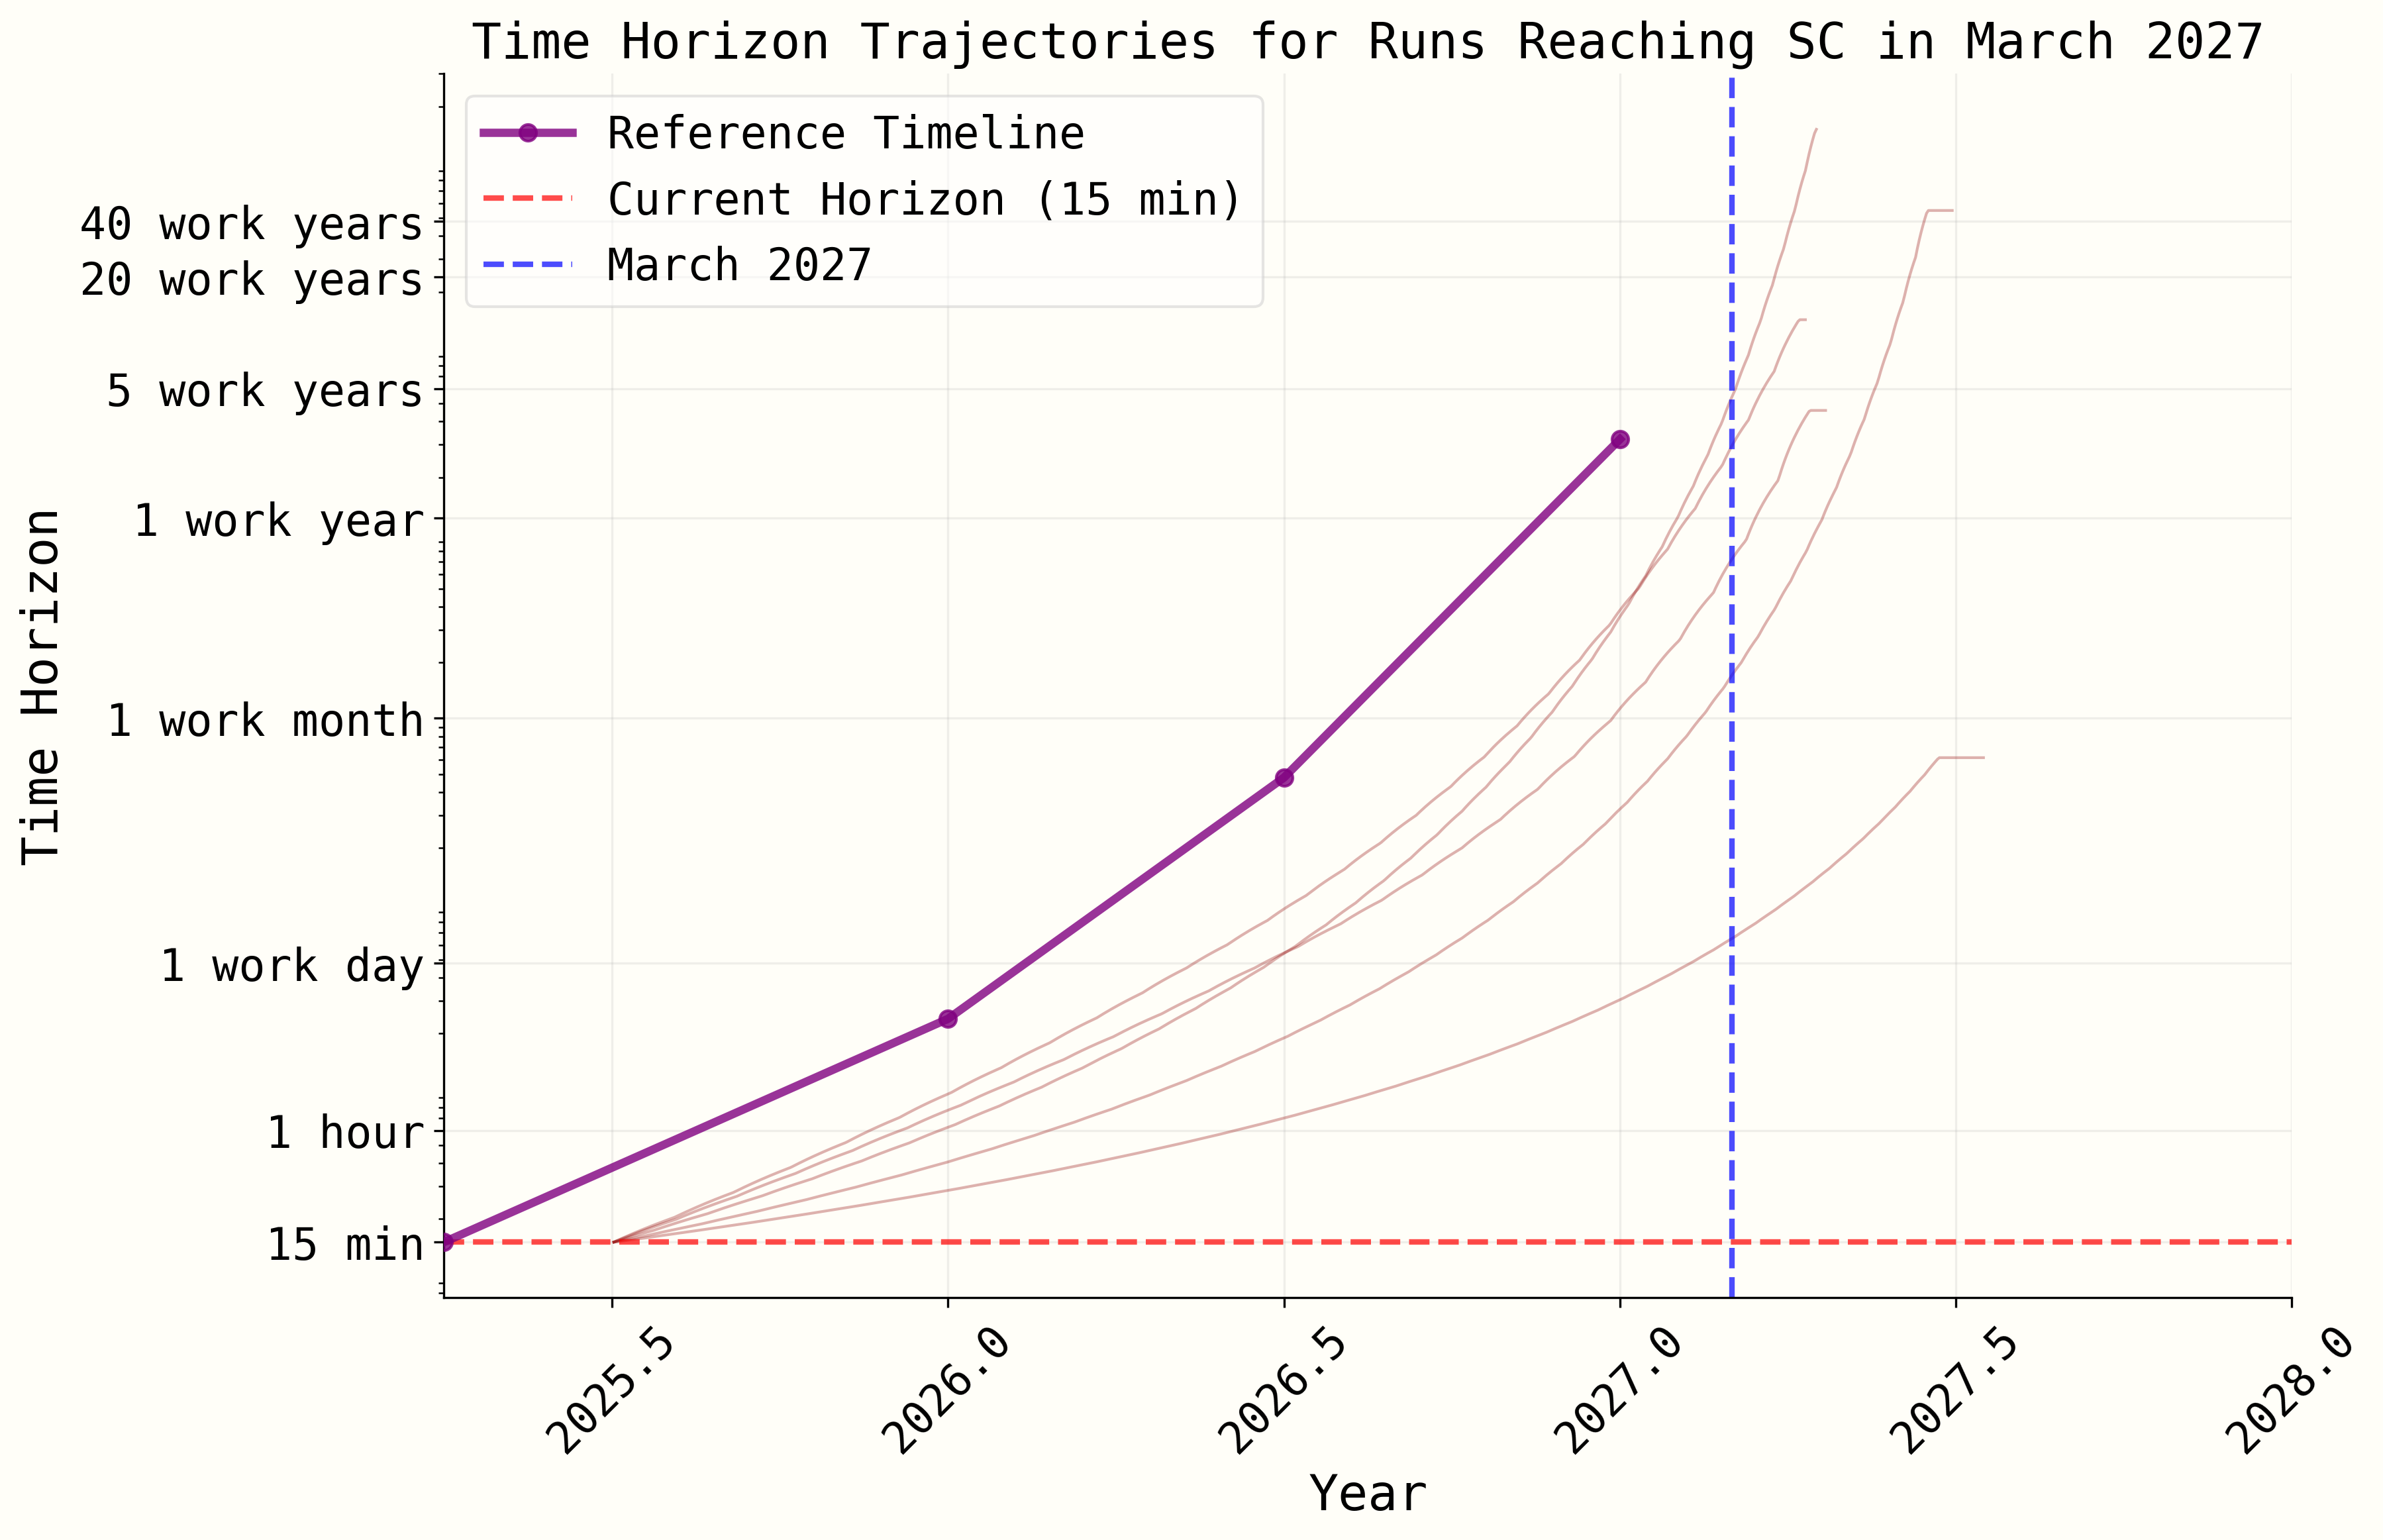 Time Horizon Trajectories for Runs Reaching SC in March 2027
Reference Timeline
Current Horizon (15 min)
March 2027
Time Horizon
40 work years
20 work years
5 work years
1 work year
1 work month
1 work day
1 hour
15 min
2025.5
2026.0
2026.5
2027.0
2027.5
2028.0
Year